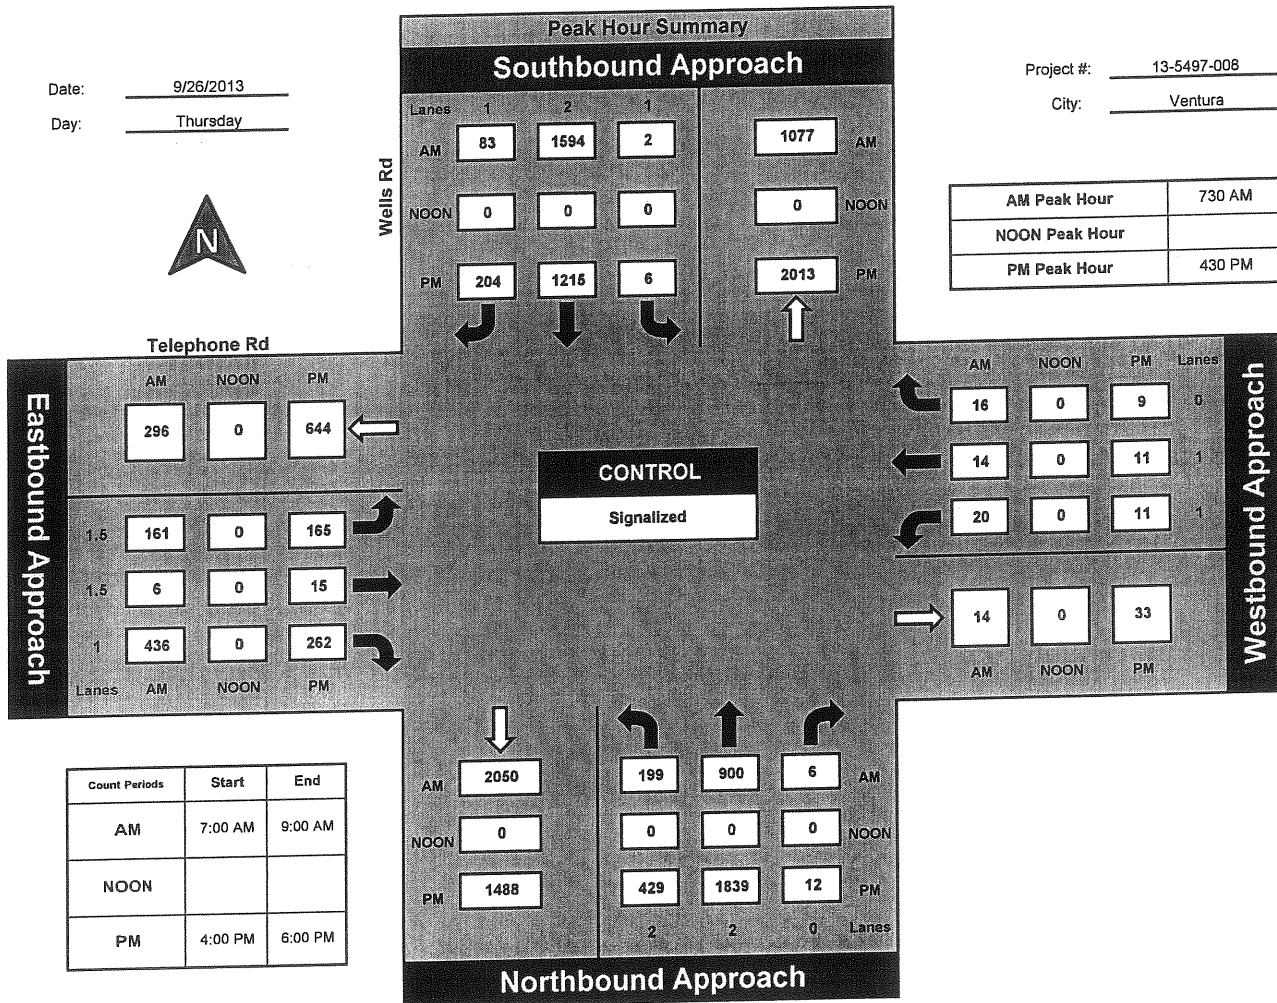 Peak Hour Summary
Southbound Approach
Date: 9/26/2013
Day: Thursday
Project #: 13-5497-008
City: Ventura
N
Wells Rd
Lanes 1 2 1
AM 83 1594 2 1077 AM
NOON 0 0 0 0 NOON
PM 204 1215 6 2013 PM
AM Peak Hour 730 AM
NOON Peak Hour
PM Peak Hour 430 PM
Telephone Rd
Eastbound Approach
AM NOON PM
296 0 644
1.5 161 0 165
1.5 6 0 15
1 436 0 262
Lanes AM NOON PM
CONTROL
Signalized
AM NOON PM Lanes
16 0 9 0
14 0 11 1
20 0 11 1
14 0 33
AM NOON PM
Westbound Approach
Count Periods Start End
AM 7:00 AM 9:00 AM
NOON
PM 4:00 PM 6:00 PM
AM 2050 199 900 6 AM
NOON 0 0 0 0 NOON
PM 1488 429 1839 12 PM
2 2 0 Lanes
Northbound Approach